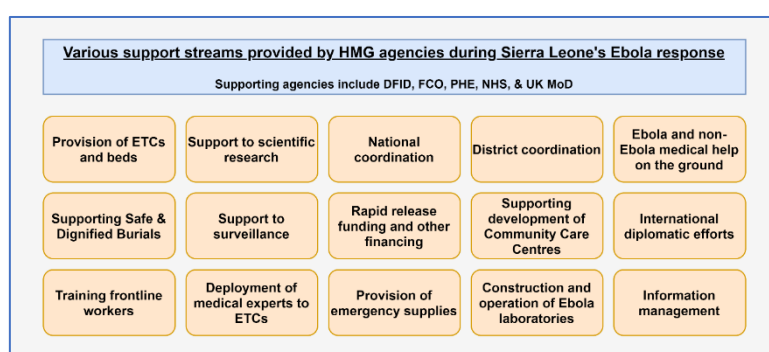 Various support streams provided by HMG agencies during Sierra Leone's Ebola response
Supporting agencies include DFID, FCO, PHE, NHS, & UK MoD
Provision of ETCs
and beds
Support to scientific
research
National
coordination
District coordination
Ebola and non-
Ebola medical help
on the ground
Supporting Safe &
Dignified Burials
Support to
surveillance
Rapid release
funding and other
financing
Supporting
development of
Community Care
Centres
International
diplomatic efforts
Training frontline
workers
Deployment of
medical experts to
ETCs
Provision of
emergency supplies
Construction and
operation of Ebola
laboratories
Information
management